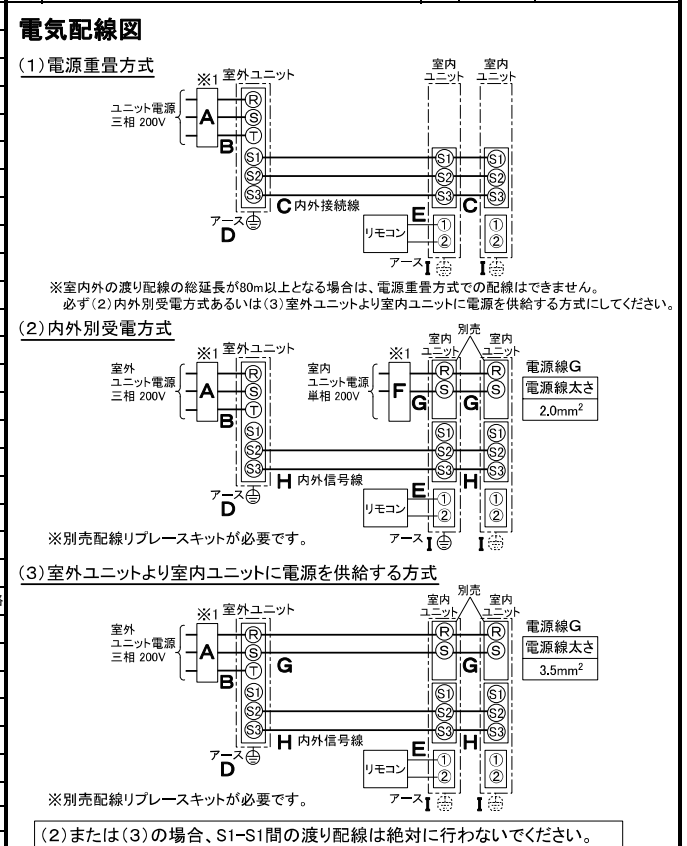 電気配線図
(1)電源重畳方式
※1 室外ユニット
室内
ユニット
室内
ユニット
ユニット電源
三相 200V
A
B
R
S
T
S1
S2
S3
S1
S2
S3
S1
S2
S3
C 内外接続線
C
アース
D
リモコン
E
①
②
①
②
アース I
I
※室内外の渡り配線の総延長が80m以上となる場合は、電源重畳方式での配線はできません。
必ず(2)内外別受電方式あるいは(3)室外ユニットより室内ユニットに電源を供給する方式にしてください。
(2)内外別受電方式
※1 室外ユニット
室外
ユニット電源
三相 200V
A
B
R
S
T
S1
S2
S3
※1
室内
ユニット電源
単相 200V
F
別売
室内
ユニット
室内
ユニット
R
S
R
S
G
G
S1
S2
S3
S1
S2
S3
電源線G
電源線太さ
2.0mm²
H 内外信号線
H
アース
D
リモコン
E
①
②
①
②
アース I
I
※別売配線リプレースキットが必要です。
(3)室外ユニットより室内ユニットに電源を供給する方式
※1 室外ユニット
室外
ユニット電源
三相 200V
A
B
R
S
T
S1
S2
S3
別売
室内
ユニット
室内
ユニット
R
S
R
S
G
G
S1
S2
S3
S1
S2
S3
電源線G
電源線太さ
3.5mm²
H 内外信号線
H
アース
D
リモコン
E
①
②
①
②
アース I
I
※別売配線リプレースキットが必要です。
(2)または(3)の場合、S1-S1間の渡り配線は絶対に行わないでください。